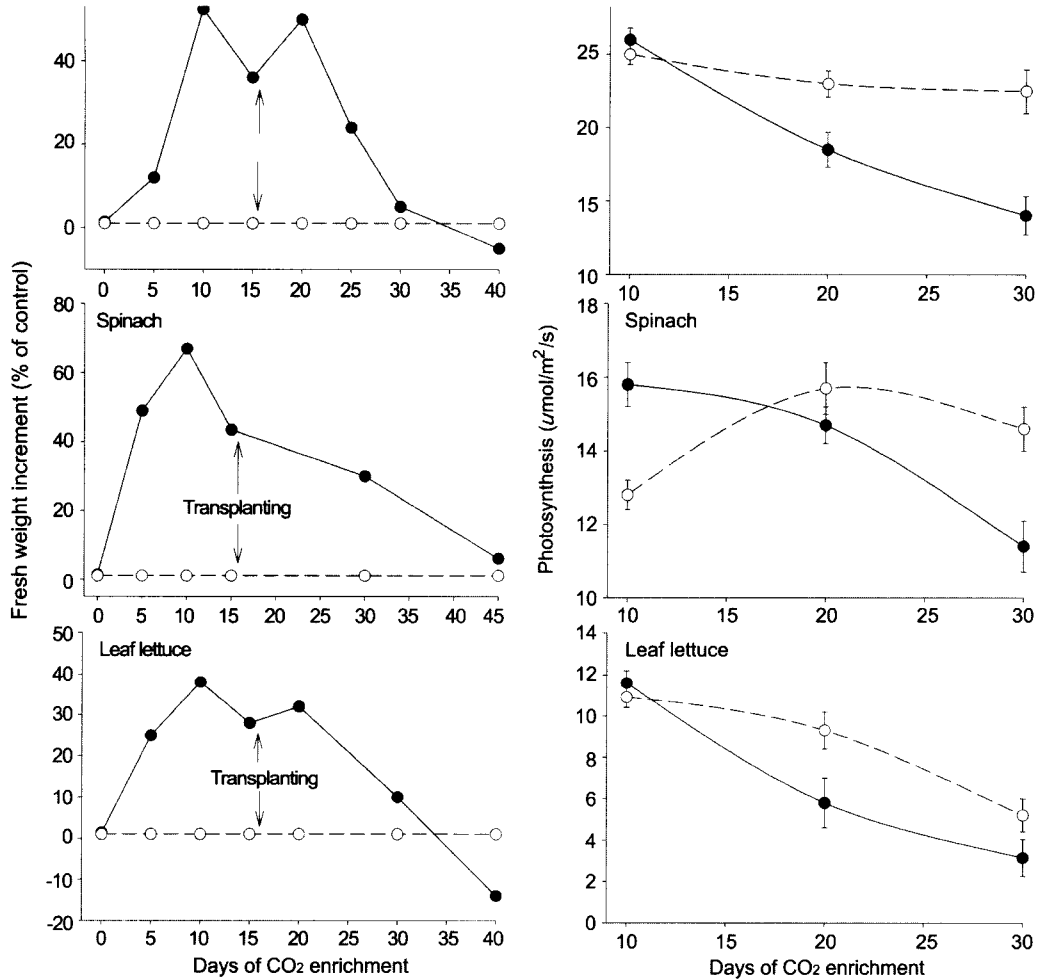 Fresh weight increment (% of control)
40
20
0
0 5 10 15 20 25 30 35 40
25
20
15
10
10 15 20 25 30
Photosynthesis (umol/m²/s)
80
60
40
20
0
Spinach
Transplanting
0 5 10 15 20 25 30 35 40 45
18
16
14
12
10
Spinach
10 15 20 25 30
50
40
30
20
10
0
-10
-20
Leaf lettuce
Transplanting
0 5 10 15 20 25 30 35 40
Days of CO₂ enrichment
14
12
10
8
6
4
2
0
Leaf lettuce
10 15 20 25 30
Days of CO₂ enrichment